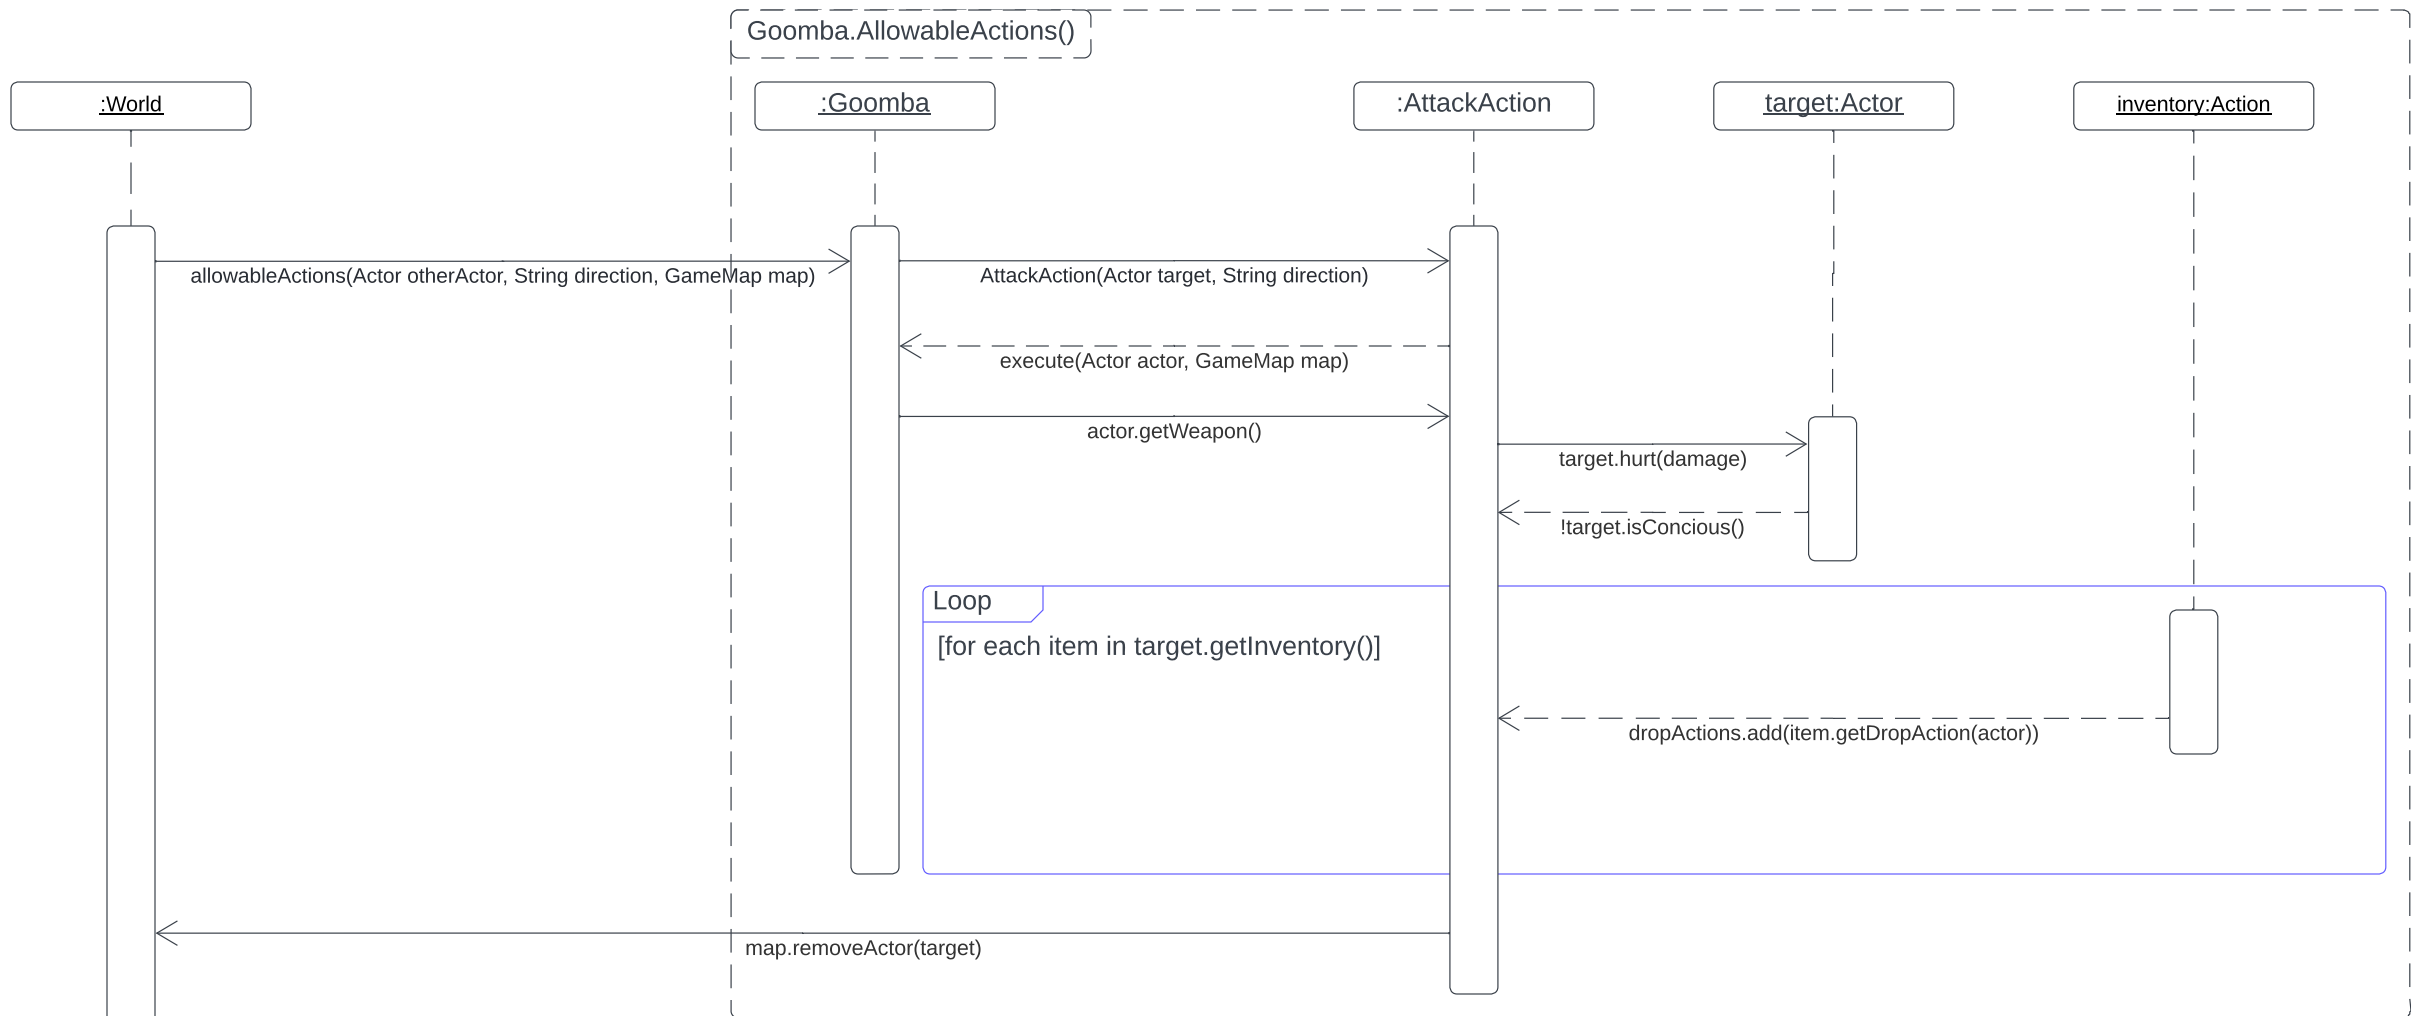 Goomba.AllowableActions()
:World
:Goomba
:AttackAction
target:Actor
inventory:Action
allowableActions(Actor otherActor, String direction, GameMap map)
AttackAction(Actor target, String direction)
execute(Actor actor, GameMap map)
actor.getWeapon()
target.hurt(damage)
!target.isConcious()
Loop
[for each item in target.getInventory()]
dropActions.add(item.getDropAction(actor))
map.removeActor(target)